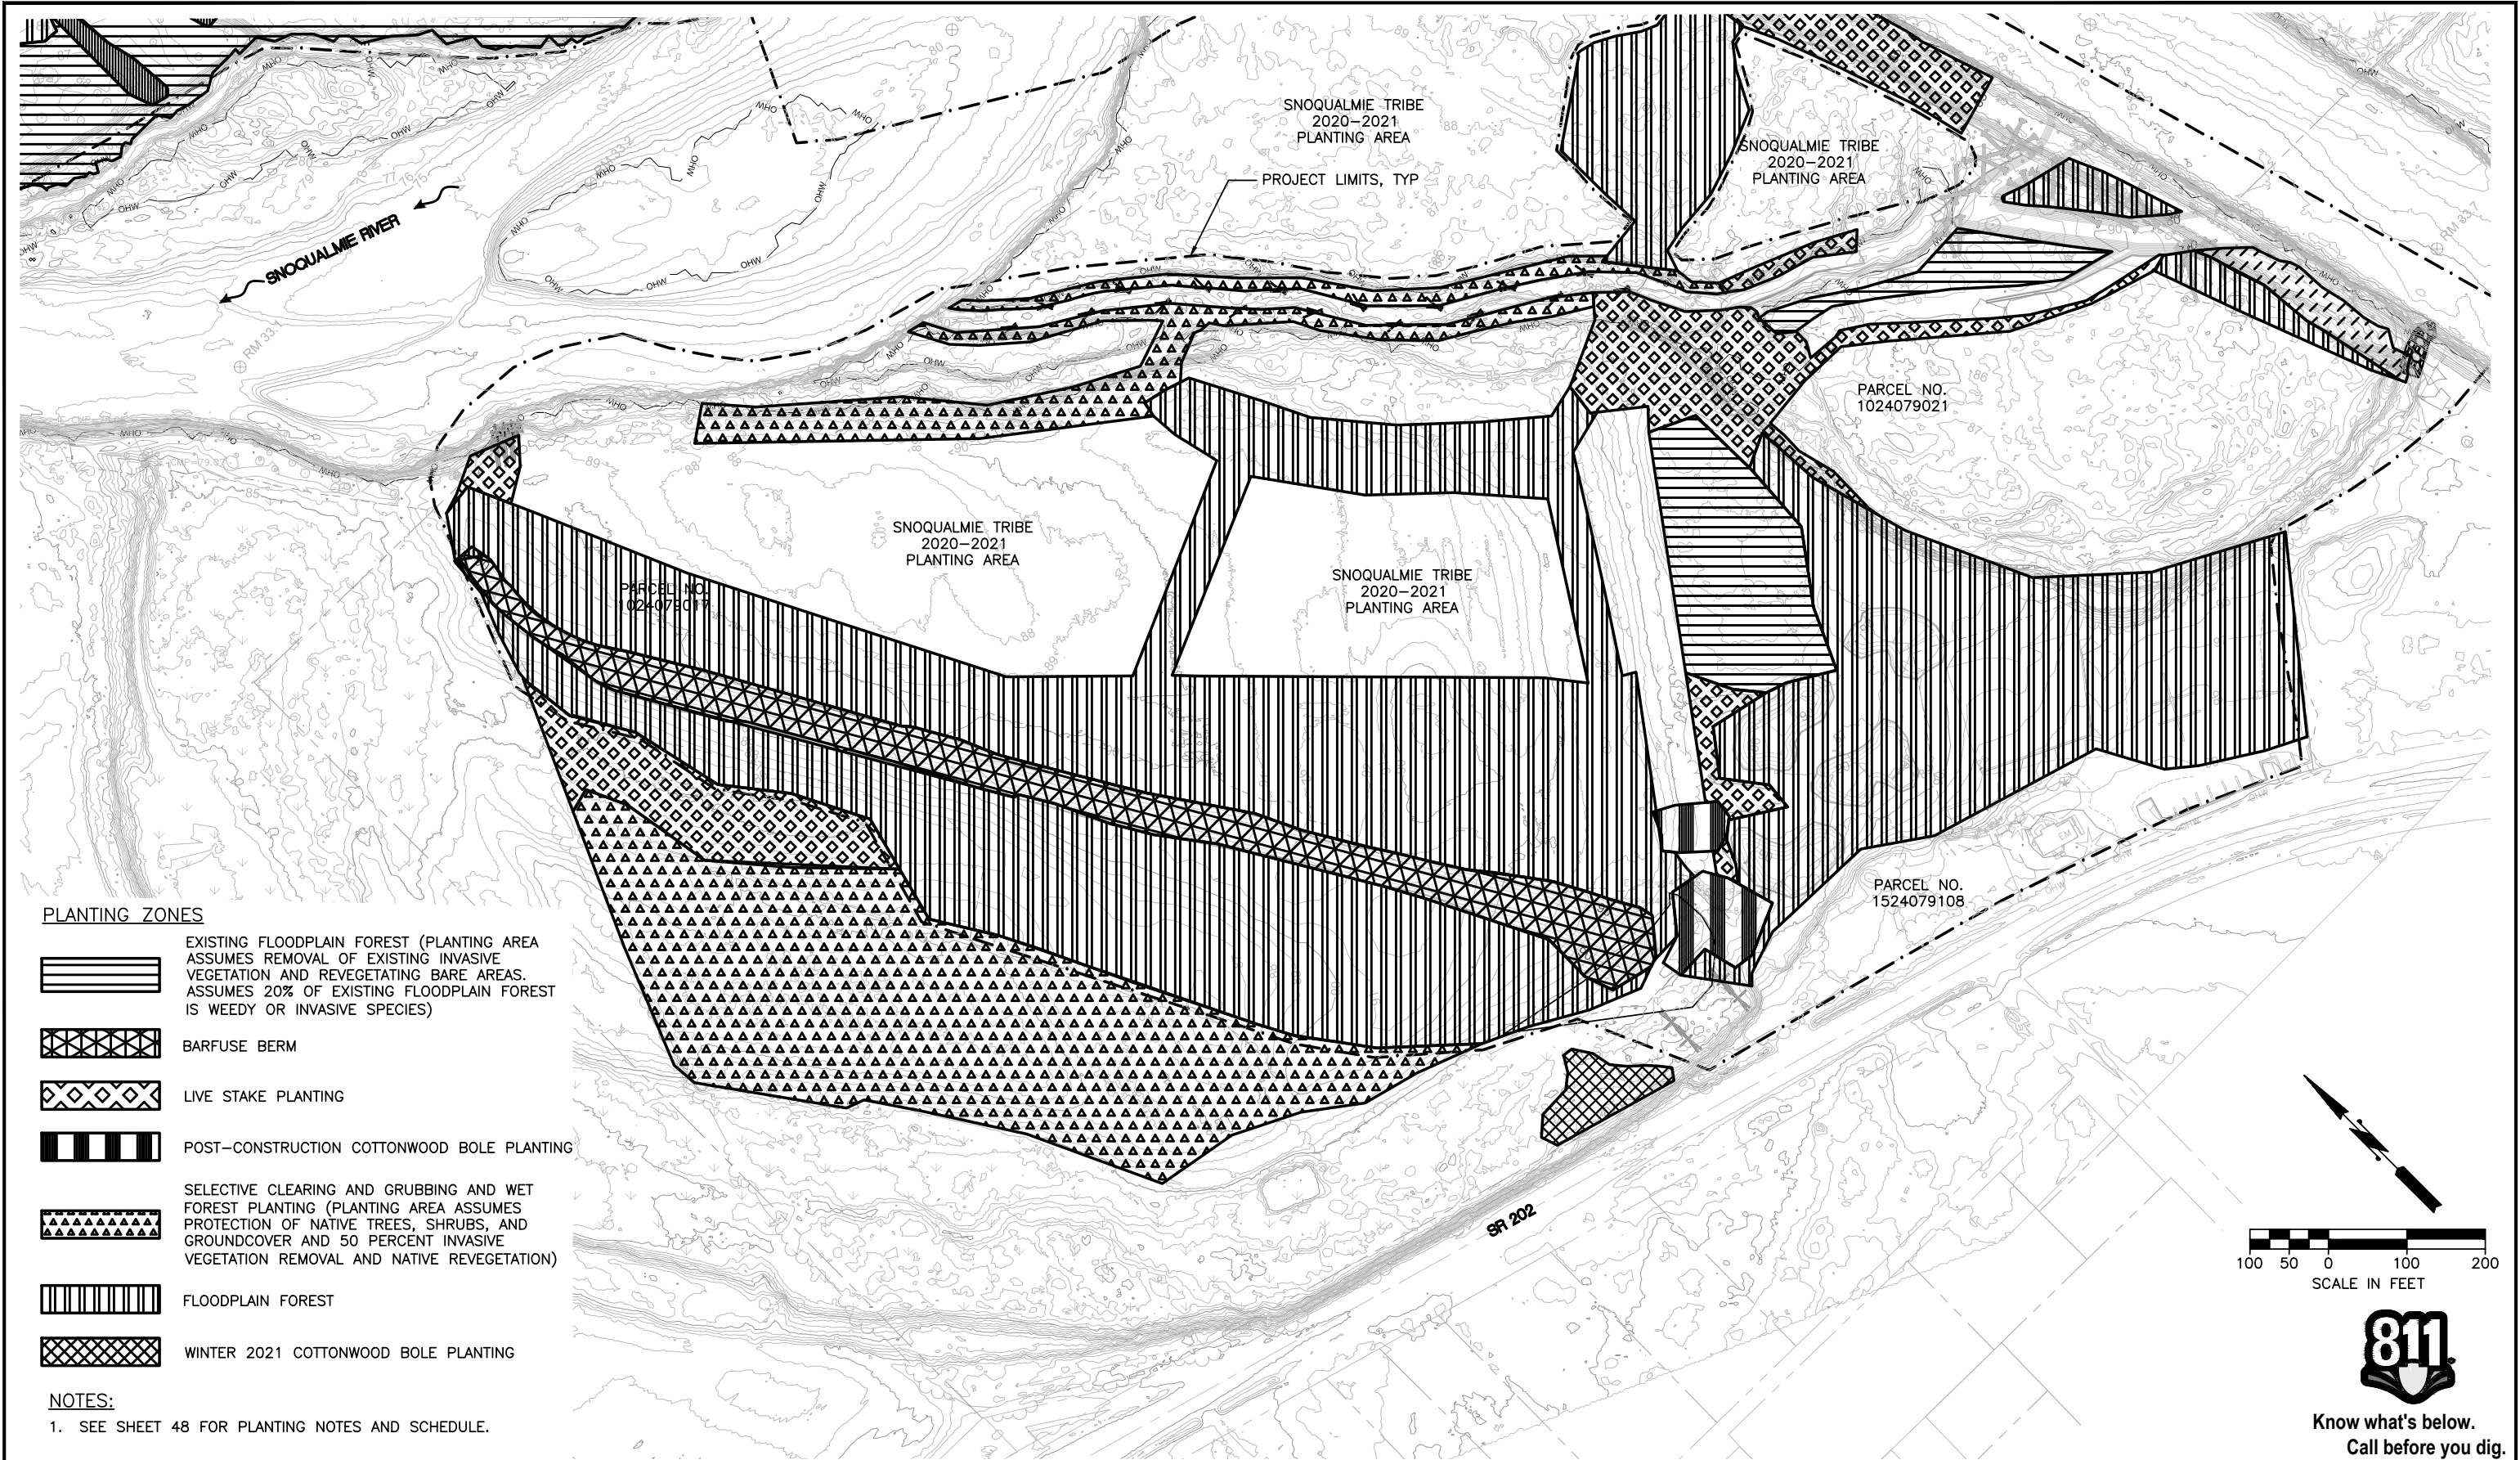 SNOQUALMIE TRIBE
2020-2021
PLANTING AREA
SNOQUALMIE TRIBE
2020-2021
PLANTING AREA
PROJECT LIMITS, TYP
SNOQUALMIE RIVER
RM 33.7
RM 33.1
PARCEL NO.
1024079021
SNOQUALMIE TRIBE
2020-2021
PLANTING AREA
SNOQUALMIE TRIBE
2020-2021
PLANTING AREA
PARCEL NO.
1024079017
PARCEL NO.
1524079108
SR 202
PLANTING ZONES
EXISTING FLOODPLAIN FOREST (PLANTING AREA
ASSUMES REMOVAL OF EXISTING INVASIVE
VEGETATION AND REVEGETATING BARE AREAS.
ASSUMES 20% OF EXISTING FLOODPLAIN FOREST
IS WEEDY OR INVASIVE SPECIES)
BARFUSE BERM
LIVE STAKE PLANTING
POST-CONSTRUCTION COTTONWOOD BOLE PLANTING
SELECTIVE CLEARING AND GRUBBING AND WET
FOREST PLANTING (PLANTING AREA ASSUMES
PROTECTION OF NATIVE TREES, SHRUBS, AND
GROUNDCOVER AND 50 PERCENT INVASIVE
VEGETATION REMOVAL AND NATIVE REVEGETATION)
FLOODPLAIN FOREST
WINTER 2021 COTTONWOOD BOLE PLANTING
NOTES:
1. SEE SHEET 48 FOR PLANTING NOTES AND SCHEDULE.
100 50 0 100 200
SCALE IN FEET
811
Know what's below.
Call before you dig.